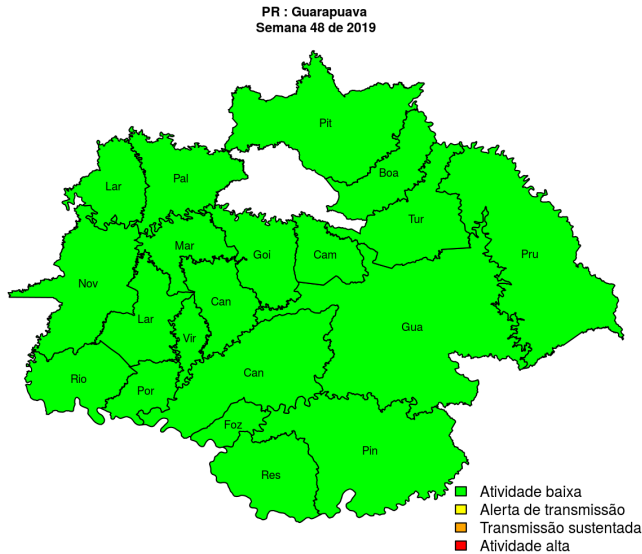 PR : Guarapuava
Semana 48 de 2019
Pit
Boa
Lar
Pal
Tur
Mar
Goi
Cam
Pru
Nov
Can
Lar
Vir
Gua
Rio
Por
Can
Foz
Res
Pin
Atividade baixa
Alerta de transmissão
Transmissão sustentada
Atividade alta